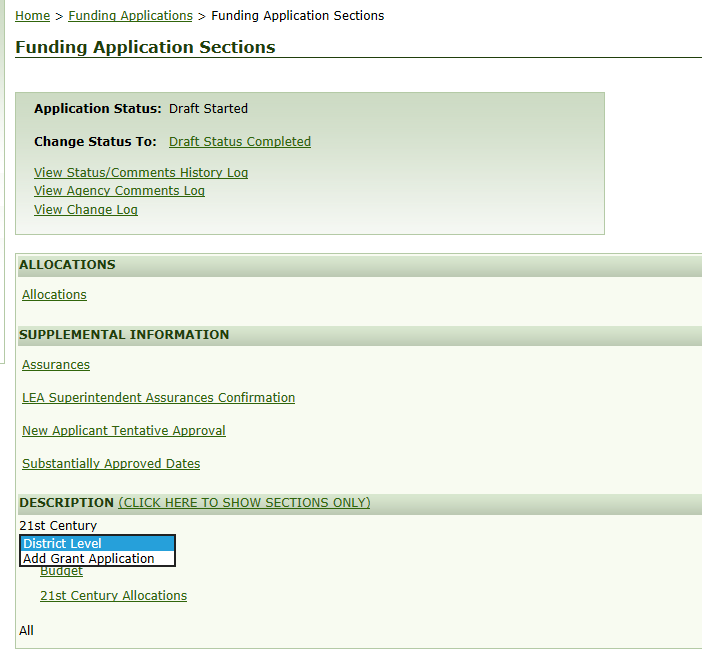 Home > Funding Applications > Funding Application Sections
Funding Application Sections
Application Status: Draft Started
Change Status To: Draft Status Completed
View Status/Comments History Log
View Agency Comments Log
View Change Log
ALLOCATIONS
Allocations
SUPPLEMENTAL INFORMATION
Assurances
LEA Superintendent Assurances Confirmation
New Applicant Tentative Approval
Substantially Approved Dates
DESCRIPTION (CLICK HERE TO SHOW SECTIONS ONLY)
21st Century
District Level
Add Grant Application
Budget
21st Century Allocations
All